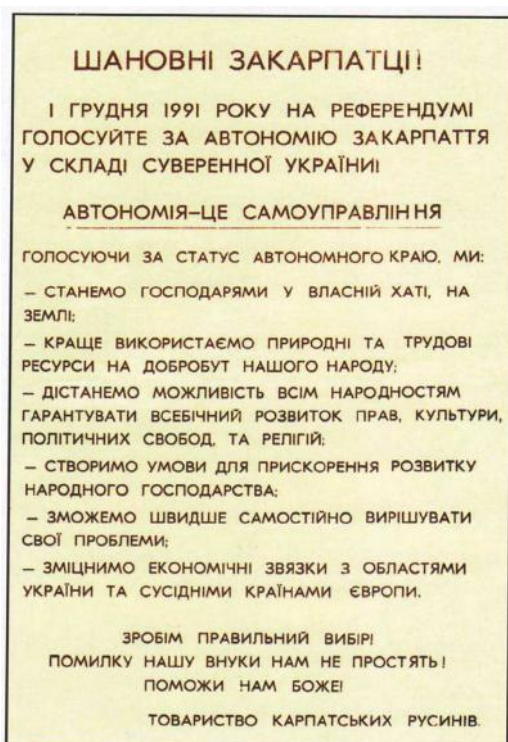 ШАНОВНІ ЗАКАРПАТЦІ!
1 ГРУДНЯ 1991 РОКУ НА РЕФЕРЕНДУМІ
ГОЛОСУЙТЕ ЗА АВТОНОМІЮ ЗАКАРПАТТЯ
У СКЛАДІ СУВЕРЕННОЇ УКРАЇНИ!
АВТОНОМІЯ–ЦЕ САМОУПРАВЛІННЯ
ГОЛОСУЮЧИ ЗА СТАТУС АВТОНОМНОГО КРАЮ, МИ:
– СТАНЕМО ГОСПОДАРЯМИ У ВЛАСНІЙ ХАТІ, НА
ЗЕМЛІ;
– КРАЩЕ ВИКОРИСТАЄМО ПРИРОДНІ ТА ТРУДОВІ
РЕСУРСИ НА ДОБРОБУТ НАШОГО НАРОДУ;
– ДІСТАНЕМО МОЖЛИВІСТЬ ВСІМ НАРОДНОСТЯМ
ГАРАНТУВАТИ ВСЕБІЧНИЙ РОЗВИТОК ПРАВ, КУЛЬТУРИ,
ПОЛІТИЧНИХ СВОБОД, ТА РЕЛІГІЙ;
– СТВОРИМО УМОВИ ДЛЯ ПРИСКОРЕННЯ РОЗВИТКУ
НАРОДНОГО ГОСПОДАРСТВА;
– ЗМОЖЕМО ШВИДШЕ САМОСТІЙНО ВИРІШУВАТИ
СВОЇ ПРОБЛЕМИ;
– ЗМІЦНИМО ЕКОНОМІЧНІ ЗВЯЗКИ З ОБЛАСТЯМИ
УКРАЇНИ ТА СУСІДНІМИ КРАЇНАМИ ЄВРОПИ.
ЗРОБІМ ПРАВИЛЬНИЙ ВИБІР!
ПОМИЛКУ НАШУ ВНУКИ НАМ НЕ ПРОСТЯТЬ!
ПОМОЖИ НАМ БОЖЕ!
ТОВАРИСТВО КАРПАТСЬКИХ РУСИНІВ.